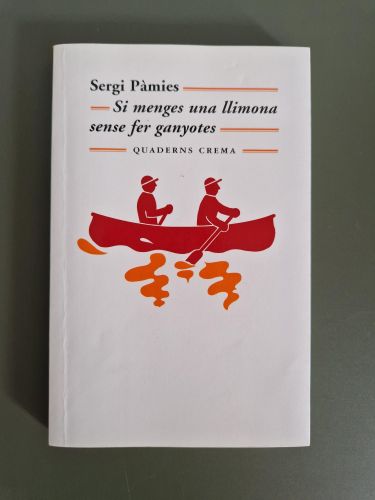 Sergi Pàmies
Si menges una llimona
sense fer ganyotes
QUADERNS CREMA